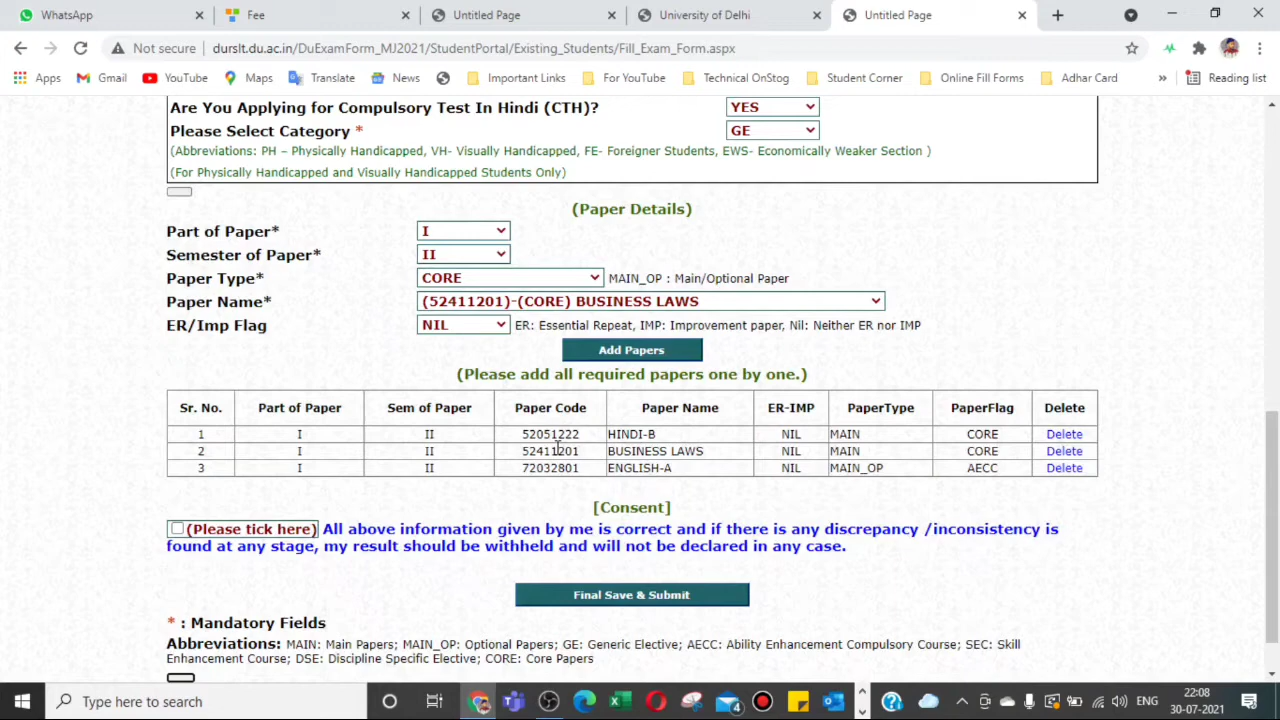 WhatsApp Fee Untitled Page University of Delhi Untitled Page
Not secure durslt.du.ac.in/DuExamForm_MJ2021/StudentPortal/Existing_Students/Fill_Exam_Form.aspx
Apps Gmail YouTube Maps Translate News Important Links For YouTube Technical OnStog Student Corner Online Fill Forms Adhar Card » Reading list
Are You Applying for Compulsory Test In Hindi (CTH)? YES
Please Select Category * GE
(Abbreviations: PH – Physically Handicapped, VH- Visually Handicapped, FE- Foreigner Students, EWS- Economically Weaker Section )
(For Physically Handicapped and Visually Handicapped Students Only)
(Paper Details)
Part of Paper* I
Semester of Paper* II
Paper Type* CORE MAIN_OP : Main/Optional Paper
Paper Name* (52411201)-(CORE) BUSINESS LAWS
ER/Imp Flag NIL ER: Essential Repeat, IMP: Improvement paper, Nil: Neither ER nor IMP
Add Papers
(Please add all required papers one by one.)
Sr. No. Part of Paper Sem of Paper Paper Code Paper Name ER-IMP PaperType PaperFlag Delete
1 I II 52051222 HINDI-B NIL MAIN CORE Delete
2 I II 52411201 BUSINESS LAWS NIL MAIN CORE Delete
3 I II 72032801 ENGLISH-A NIL MAIN_OP AECC Delete
[Consent]
(Please tick here) All above information given by me is correct and if there is any discrepancy /inconsistency is
found at any stage, my result should be withheld and will not be declared in any case.
Final Save & Submit
* : Mandatory Fields
Abbreviations: MAIN: Main Papers; MAIN_OP: Optional Papers; GE: Generic Elective; AECC: Ability Enhancement Compulsory Course; SEC: Skill
Enhancement Course; DSE: Discipline Specific Elective; CORE: Core Papers
Type here to search 4 ENG 22:08
30-07-2021